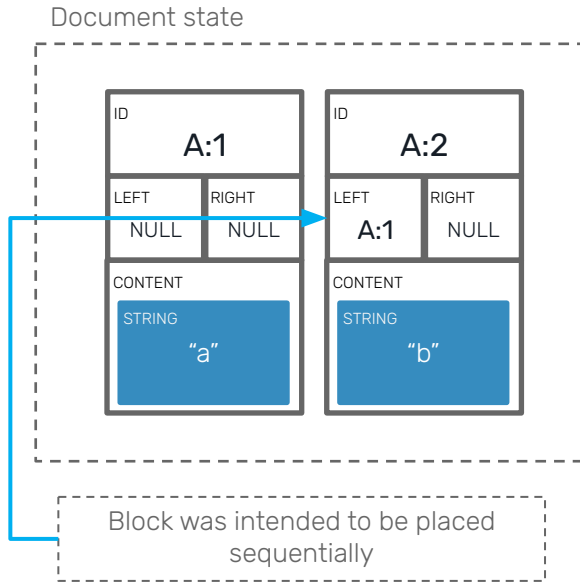 Document state
ID
A:1
ID
A:2
LEFT
NULL
RIGHT
NULL
LEFT
A:1
RIGHT
NULL
CONTENT
STRING
“a”
CONTENT
STRING
“b”
Block was intended to be placed
sequentially